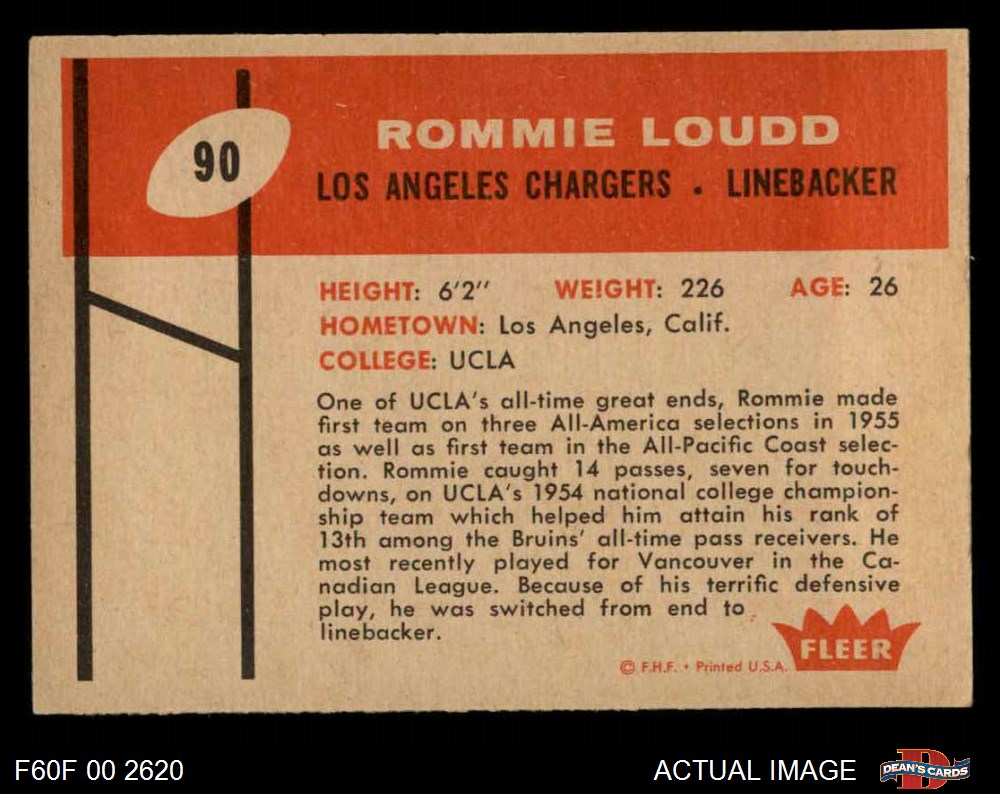 90
ROMMIE LOUDD
LOS ANGELES CHARGERS . LINEBACKER
HEIGHT: 6'2" WEIGHT: 226 AGE: 26
HOMETOWN: Los Angeles, Calif.
COLLEGE: UCLA
One of UCLA's all-time great ends, Rommie made
first team on three All-America selections in 1955
as well as first team in the All-Pacific Coast selec-
tion. Rommie caught 14 passes, seven for touch-
downs, on UCLA's 1954 national college champion-
ship team which helped him attain his rank of
13th among the Bruins' all-time pass receivers. He
most recently played for Vancouver in the Ca-
nadian League. Because of his terrific defensive
play, he was switched from end to
linebacker.
FLEER
© F.H.F. • Printed U.S.A.
F60F 00 2620
ACTUAL IMAGE
D
DEAN'S CARDS